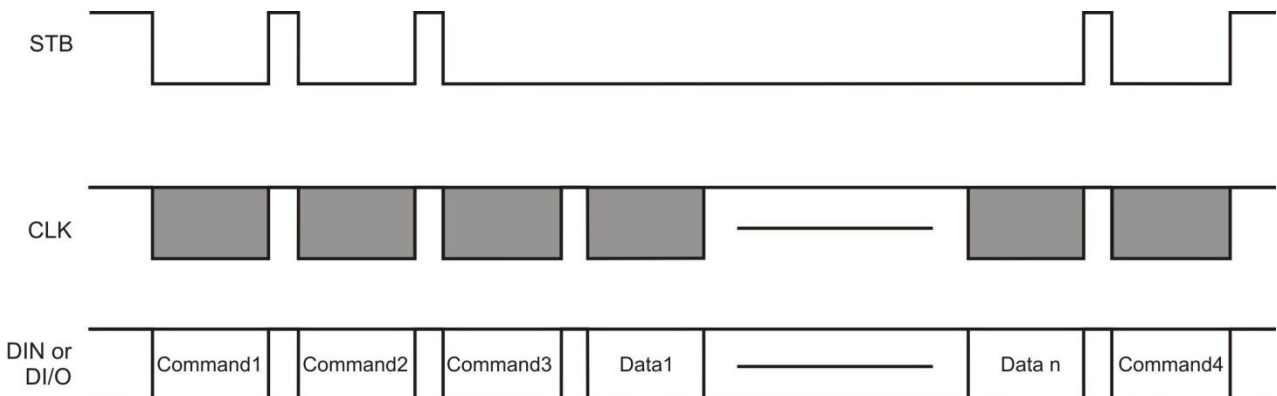 STB
CLK
DIN or
DI/O
Command1
Command2
Command3
Data1
Data n
Command4